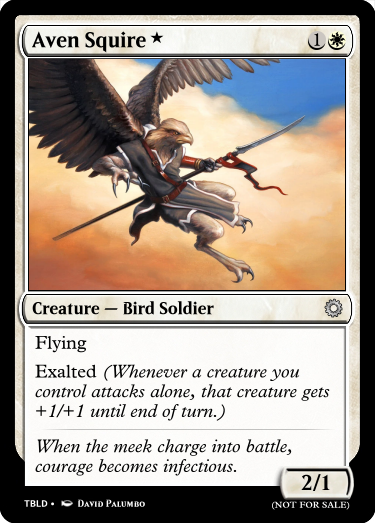 Aven Squire ★ 1
Creature — Bird Soldier
Flying
Exalted (Whenever a creature you
control attacks alone, that creature gets
+1/+1 until end of turn.)
When the meek charge into battle,
courage becomes infectious.
2/1
TBLD • David Palumbo
(NOT FOR SALE)